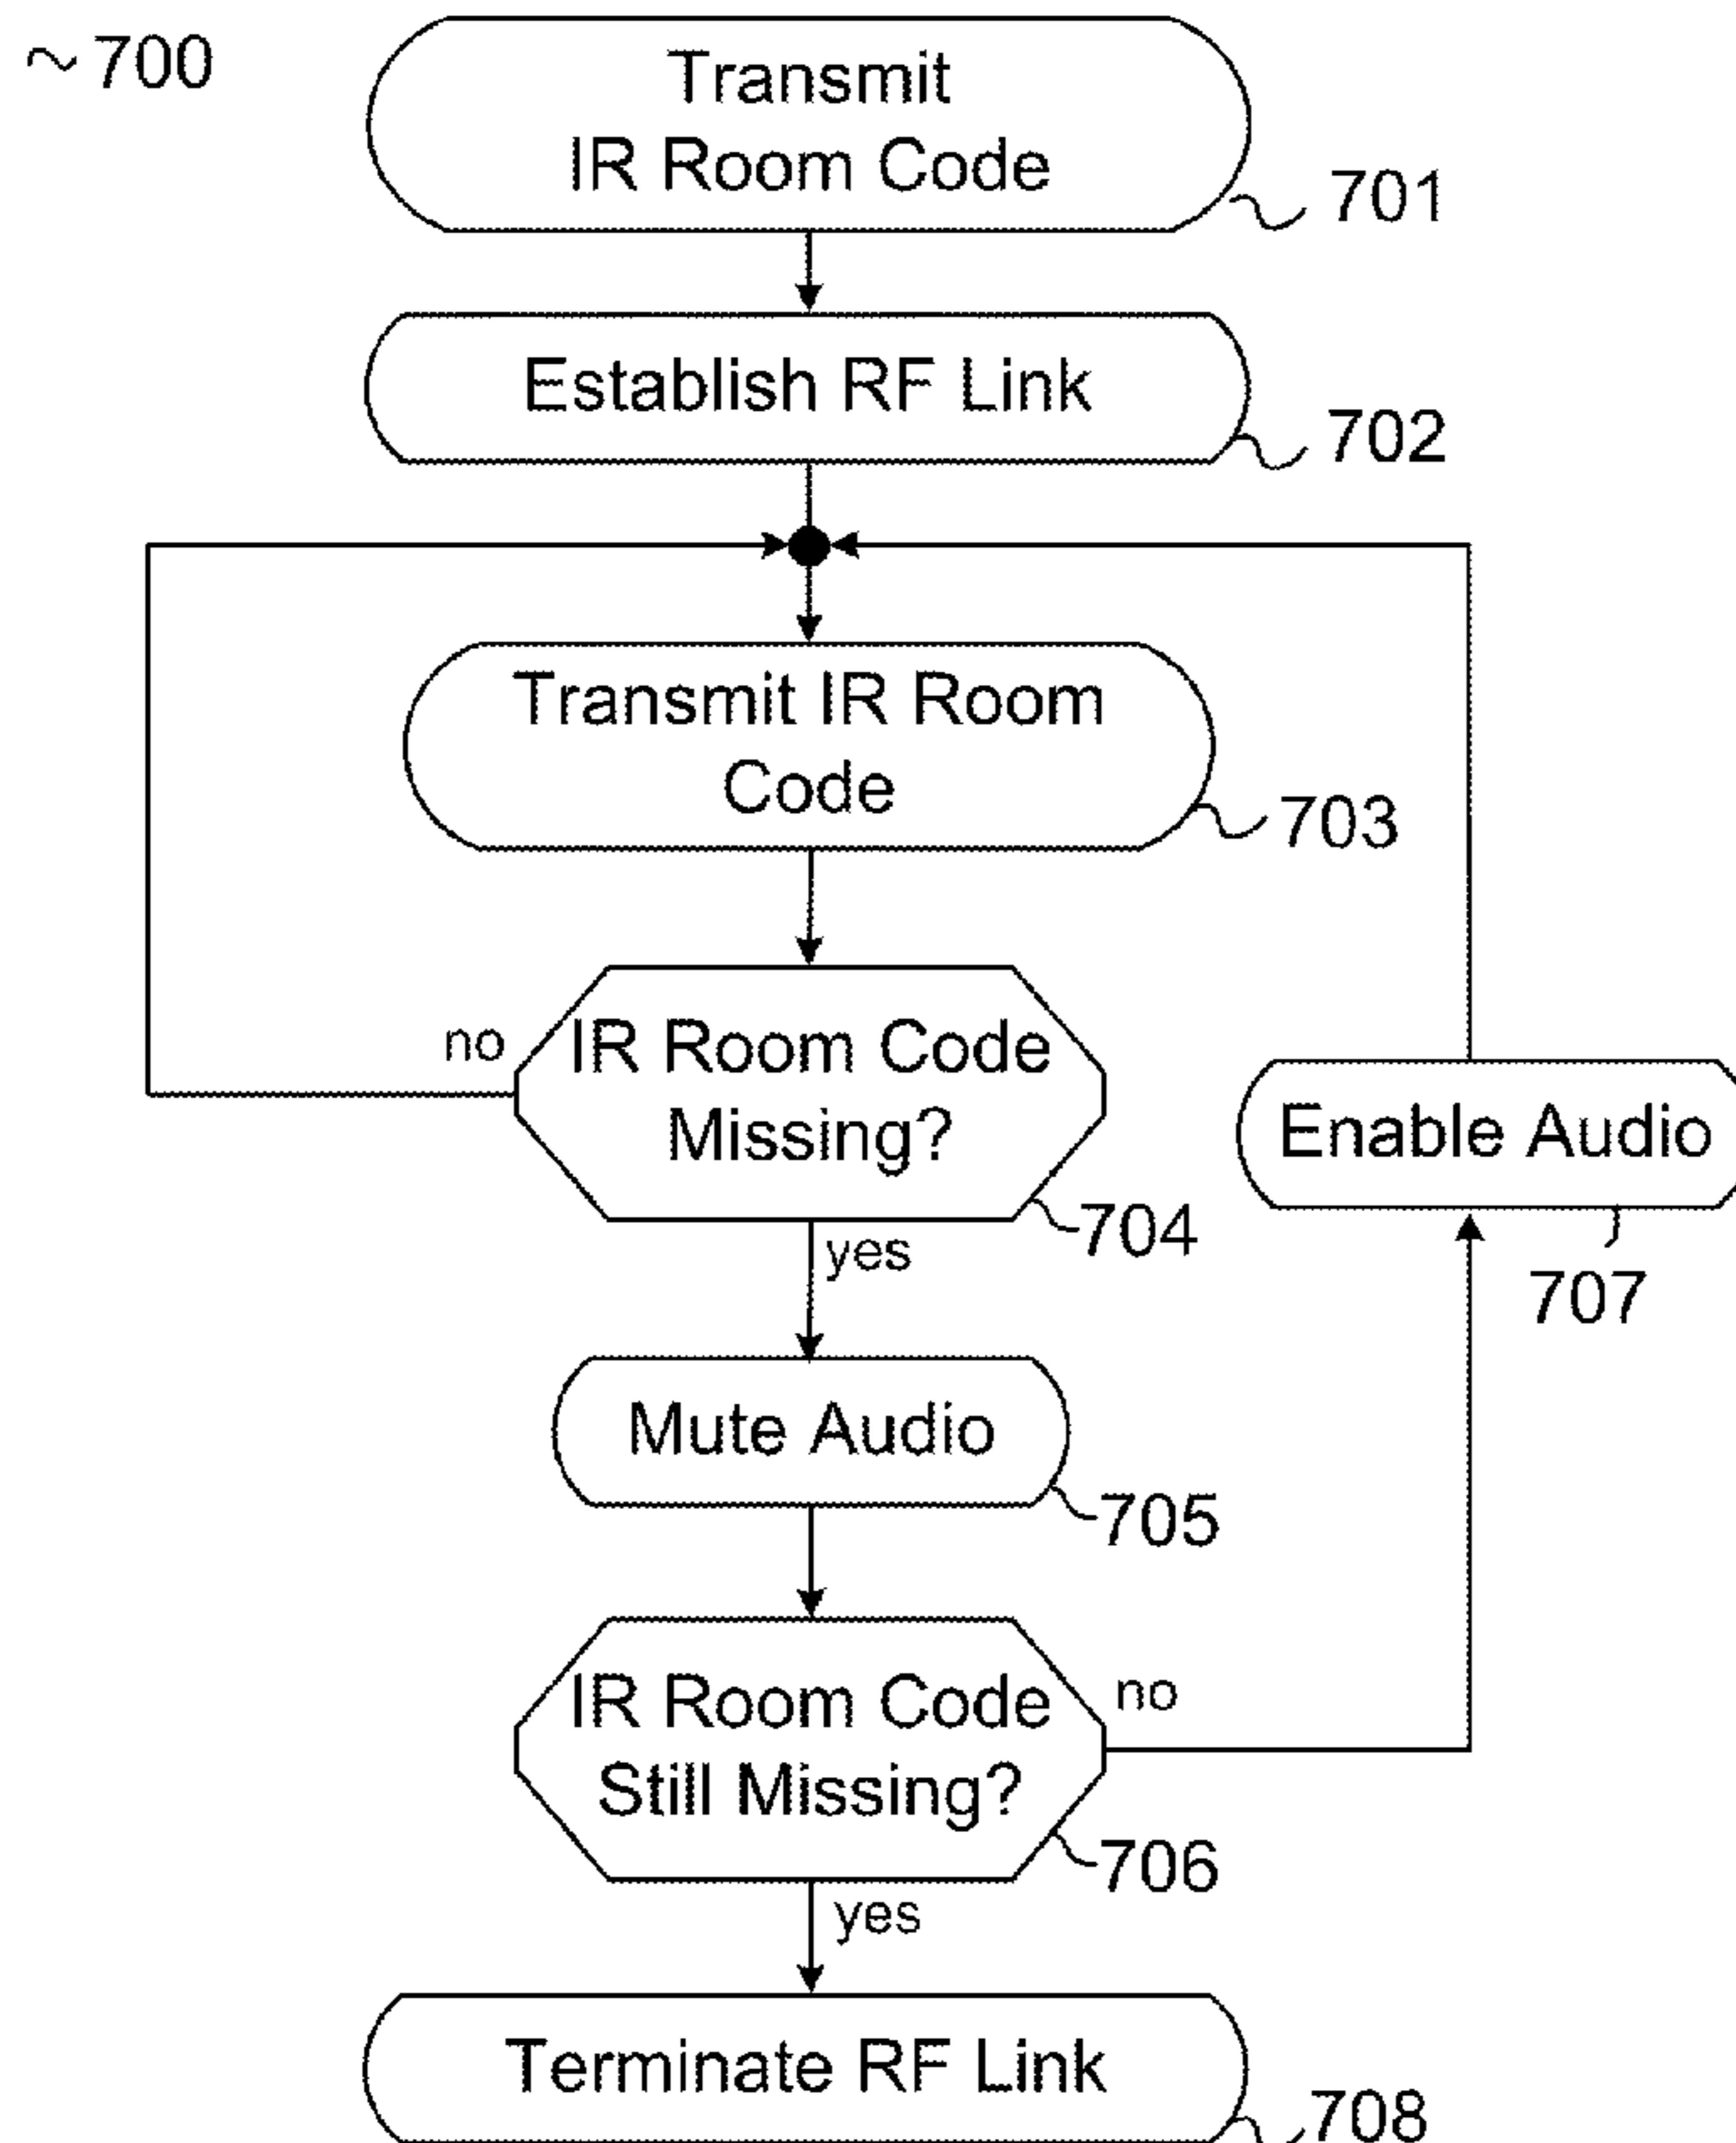 ~ 700
Transmit
IR Room Code
701
Establish RF Link
702
Transmit IR Room
Code
703
no
IR Room Code
Missing?
704
yes
Enable Audio
707
Mute Audio
705
IR Room Code
Still Missing?
no
706
yes
Terminate RF Link
708